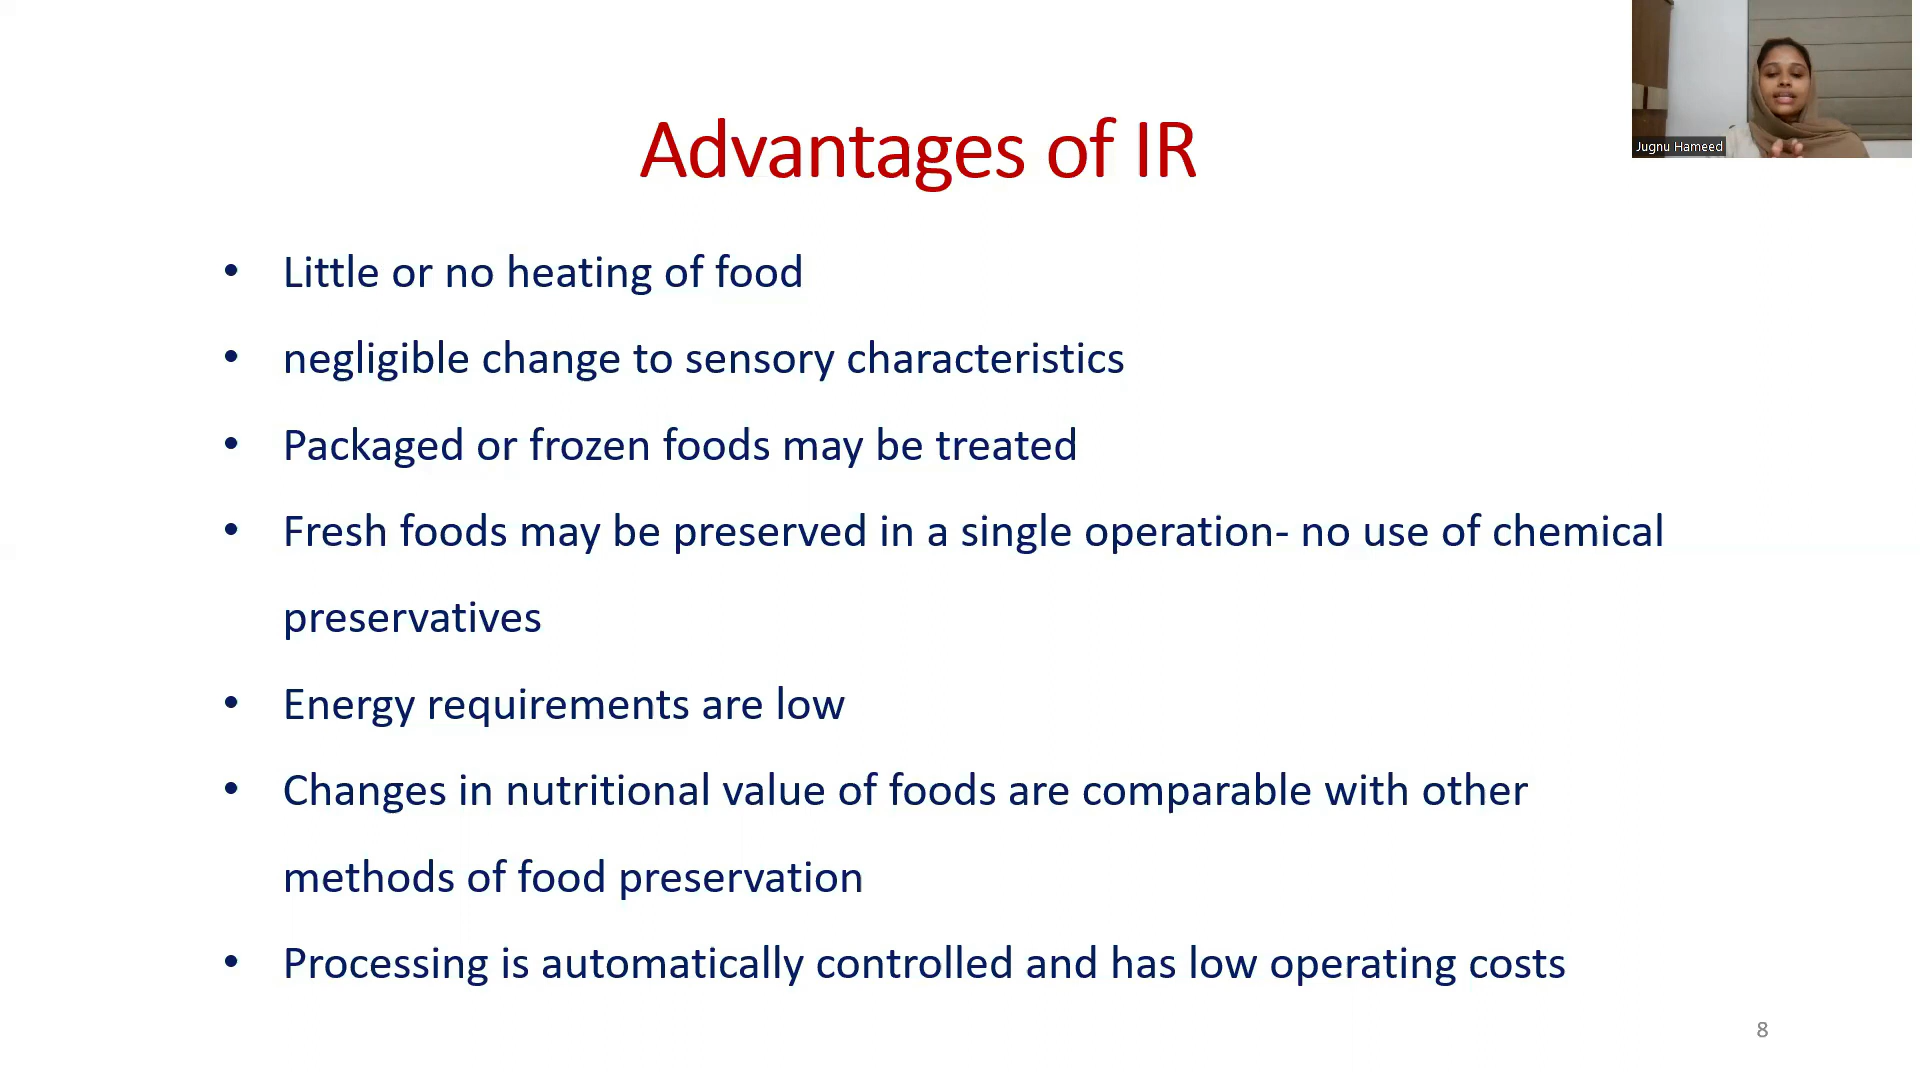 Advantages of IR
Jugnu Hameed
• Little or no heating of food
• negligible change to sensory characteristics
• Packaged or frozen foods may be treated
• Fresh foods may be preserved in a single operation- no use of chemical
preservatives
• Energy requirements are low
• Changes in nutritional value of foods are comparable with other
methods of food preservation
• Processing is automatically controlled and has low operating costs
8